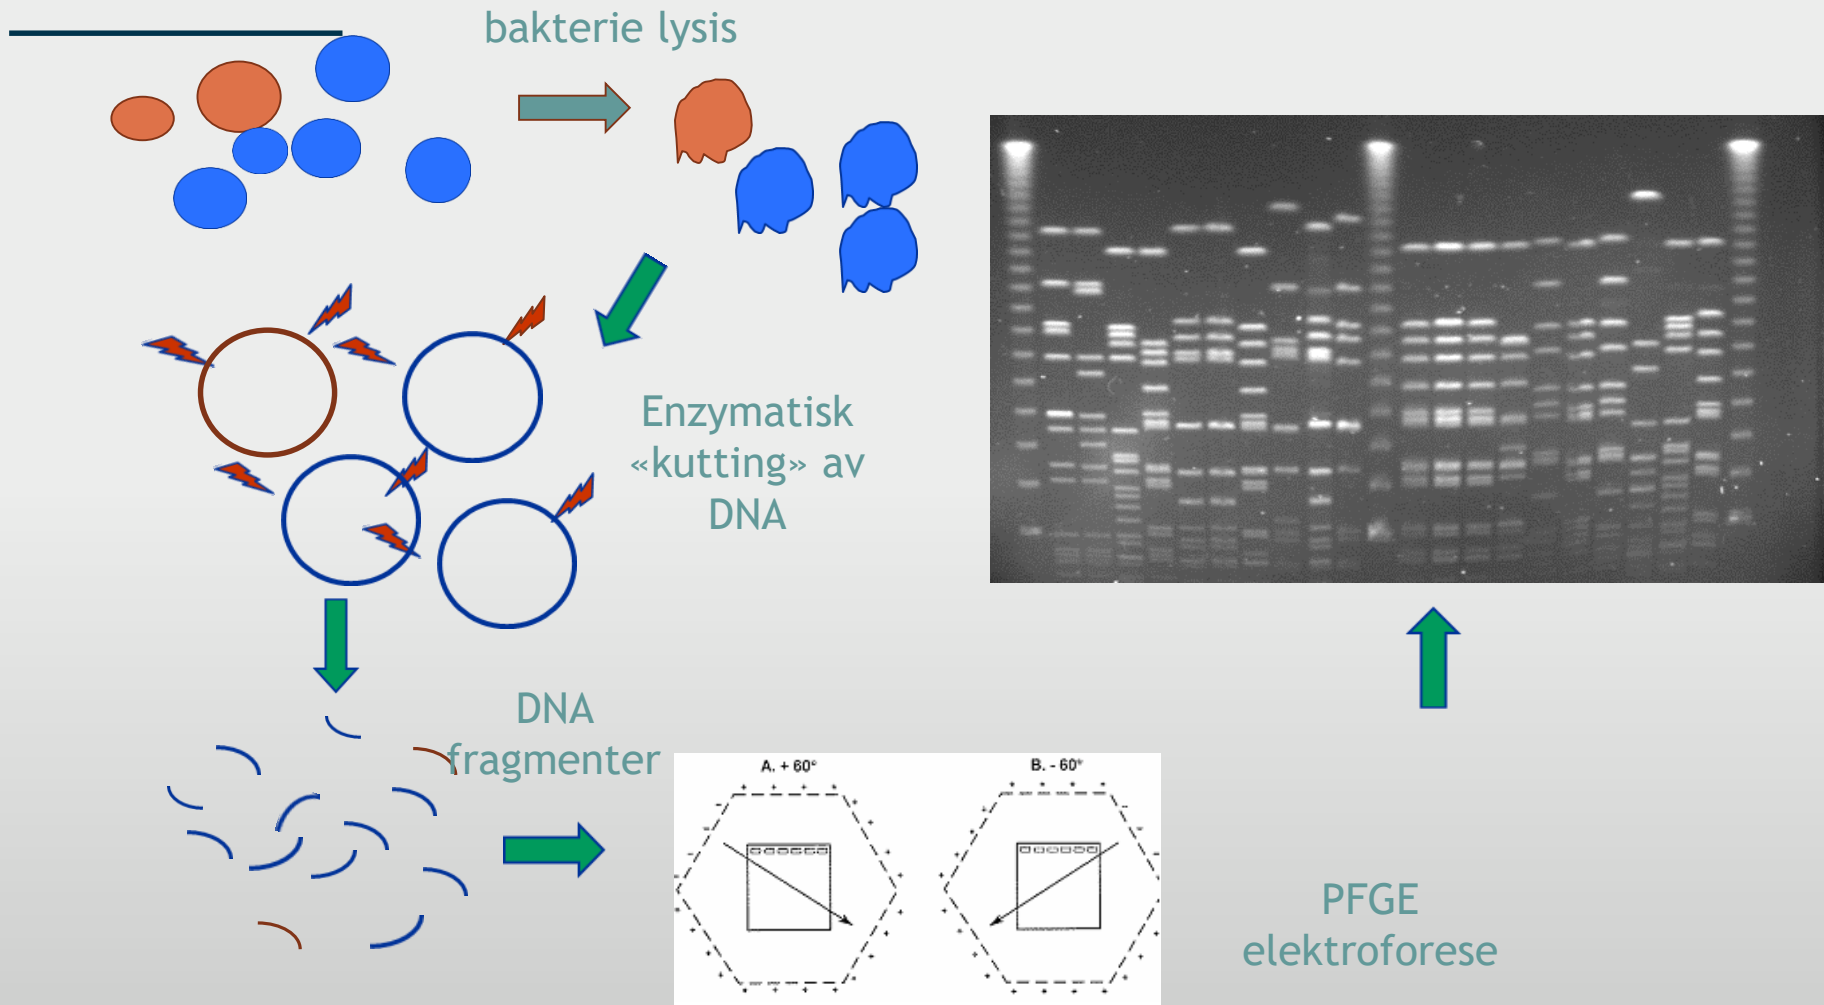 bakterie lysis
Enzymatisk
«kutting» av
DNA
DNA
fragmenter
A. + 60°
B. - 60°
PFGE
elektroforese